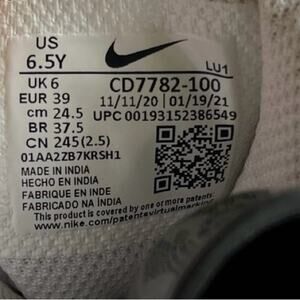 US
6.5Y
LU1
UK 6 CD7782-100
EUR 39 11/11/20 01/19/21
cm 24.5 UPC 00193152386549
BR 37.5
CN 245(2.5)
01AA2ZB7KRSH1
MADE IN INDIA
HECHO EN INDIA
FABRIQUE EN INDE
FABRICADO NA ÍNDIA
This product is covered by one or more
www.nike.com/patents